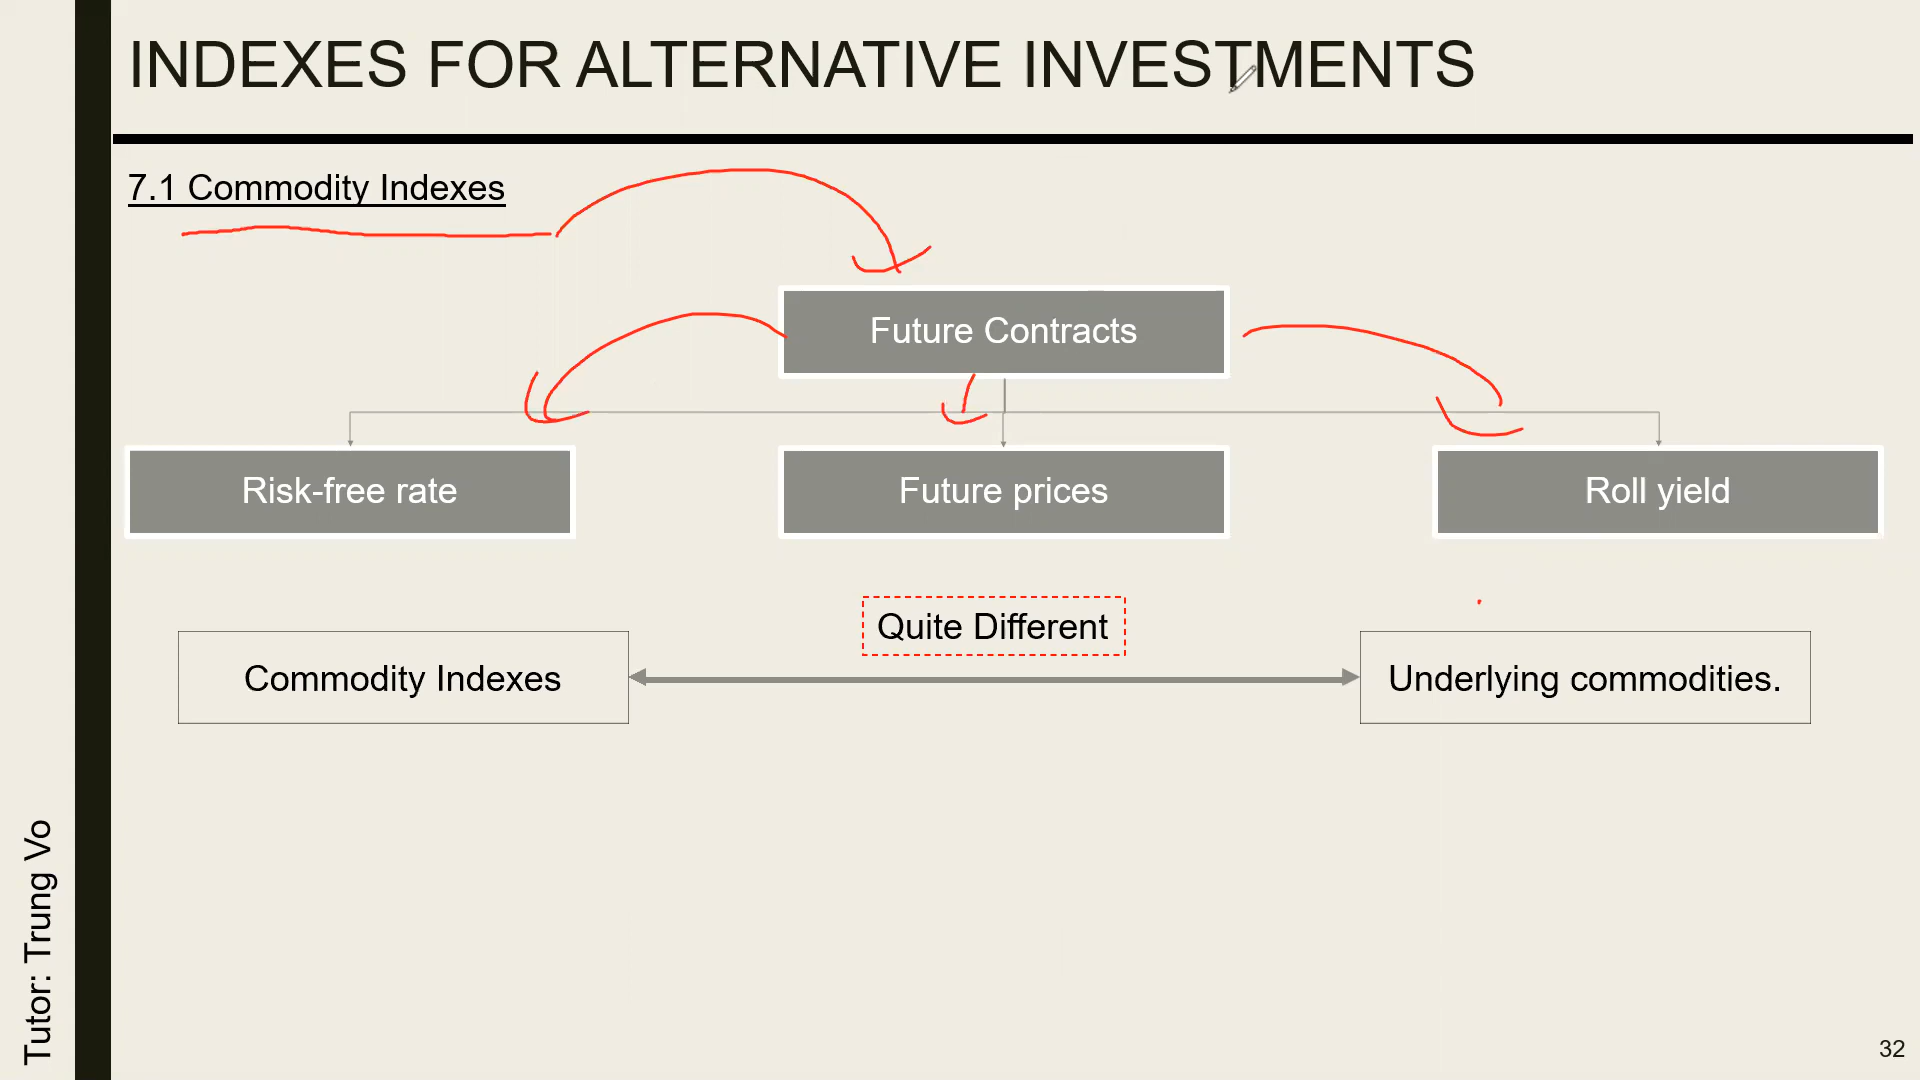 INDEXES FOR ALTERNATIVE INVESTMENTS
7.1 Commodity Indexes
Future Contracts
Risk-free rate
Future prices
Roll yield
Quite Different
Commodity Indexes
Underlying commodities.
Tutor: Trung Vo
32